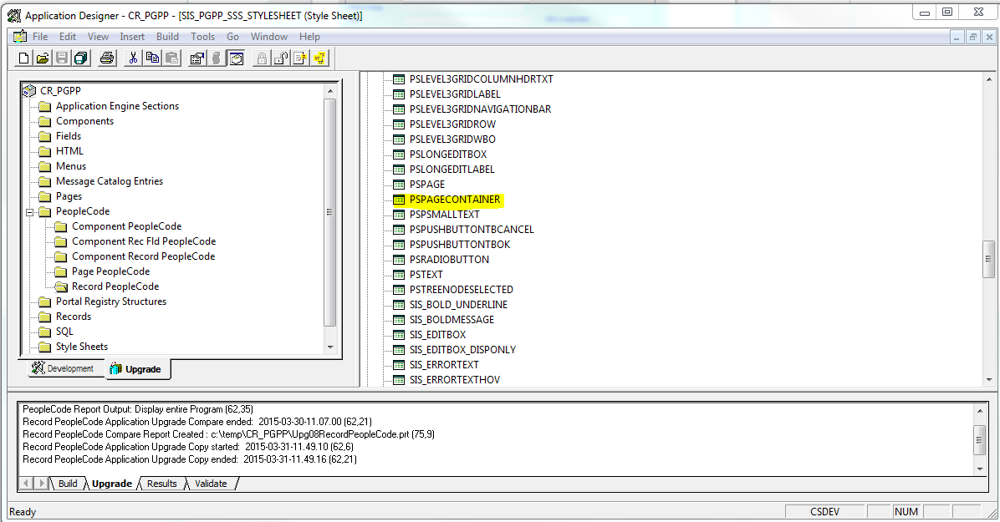 Application Designer - CR_PGPP - [SIS_PGPP_SSS_STYLESHEET (Style Sheet)]
File Edit View Insert Build Tools Go Window Help
CR_PGPP
Application Engine Sections
Components
Fields
HTML
Menus
Message Catalog Entries
Pages
PeopleCode
Component PeopleCode
Component Rec Fld PeopleCode
Component Record PeopleCode
Page PeopleCode
Record PeopleCode
Portal Registry Structures
Records
SQL
Style Sheets
Development Upgrade
PSLEVEL3GRIDCOLUMNHDRTXT
PSLEVEL3GRIDLABEL
PSLEVEL3GRIDNAVIGATIONBAR
PSLEVEL3GRIDROW
PSLEVEL3GRIDWBO
PSLONGEDITBOX
PSLONGEDITLABEL
PSPAGE
PSPAGECONTAINER
PSPSMALLTEXT
PSPUSHBUTTONTBCANCEL
PSPUSHBUTTONTBOK
PSRADIOBUTTON
PSTEXT
PSTREENODESELECTED
SIS_BOLD_UNDERLINE
SIS_BOLDMESSAGE
SIS_EDITBOX
SIS_EDITBOX_DISPONLY
SIS_ERRORTEXT
SIS_ERRORTEXTHOV
PeopleCode Report Output: Display entire Program (62,35)
Record PeopleCode Application Upgrade Compare ended: 2015-03-30-11.07.00 (62,21)
Record PeopleCode Compare Report Created : c:\temp\CR_PGPP\Upg08RecordPeopleCode.prt (75,9)
Record PeopleCode Application Upgrade Copy started: 2015-03-31-11.49.10 (62,6)
Record PeopleCode Application Upgrade Copy ended: 2015-03-31-11.49.16 (62,21)
Build Upgrade Results Validate
Ready CSDEV NUM